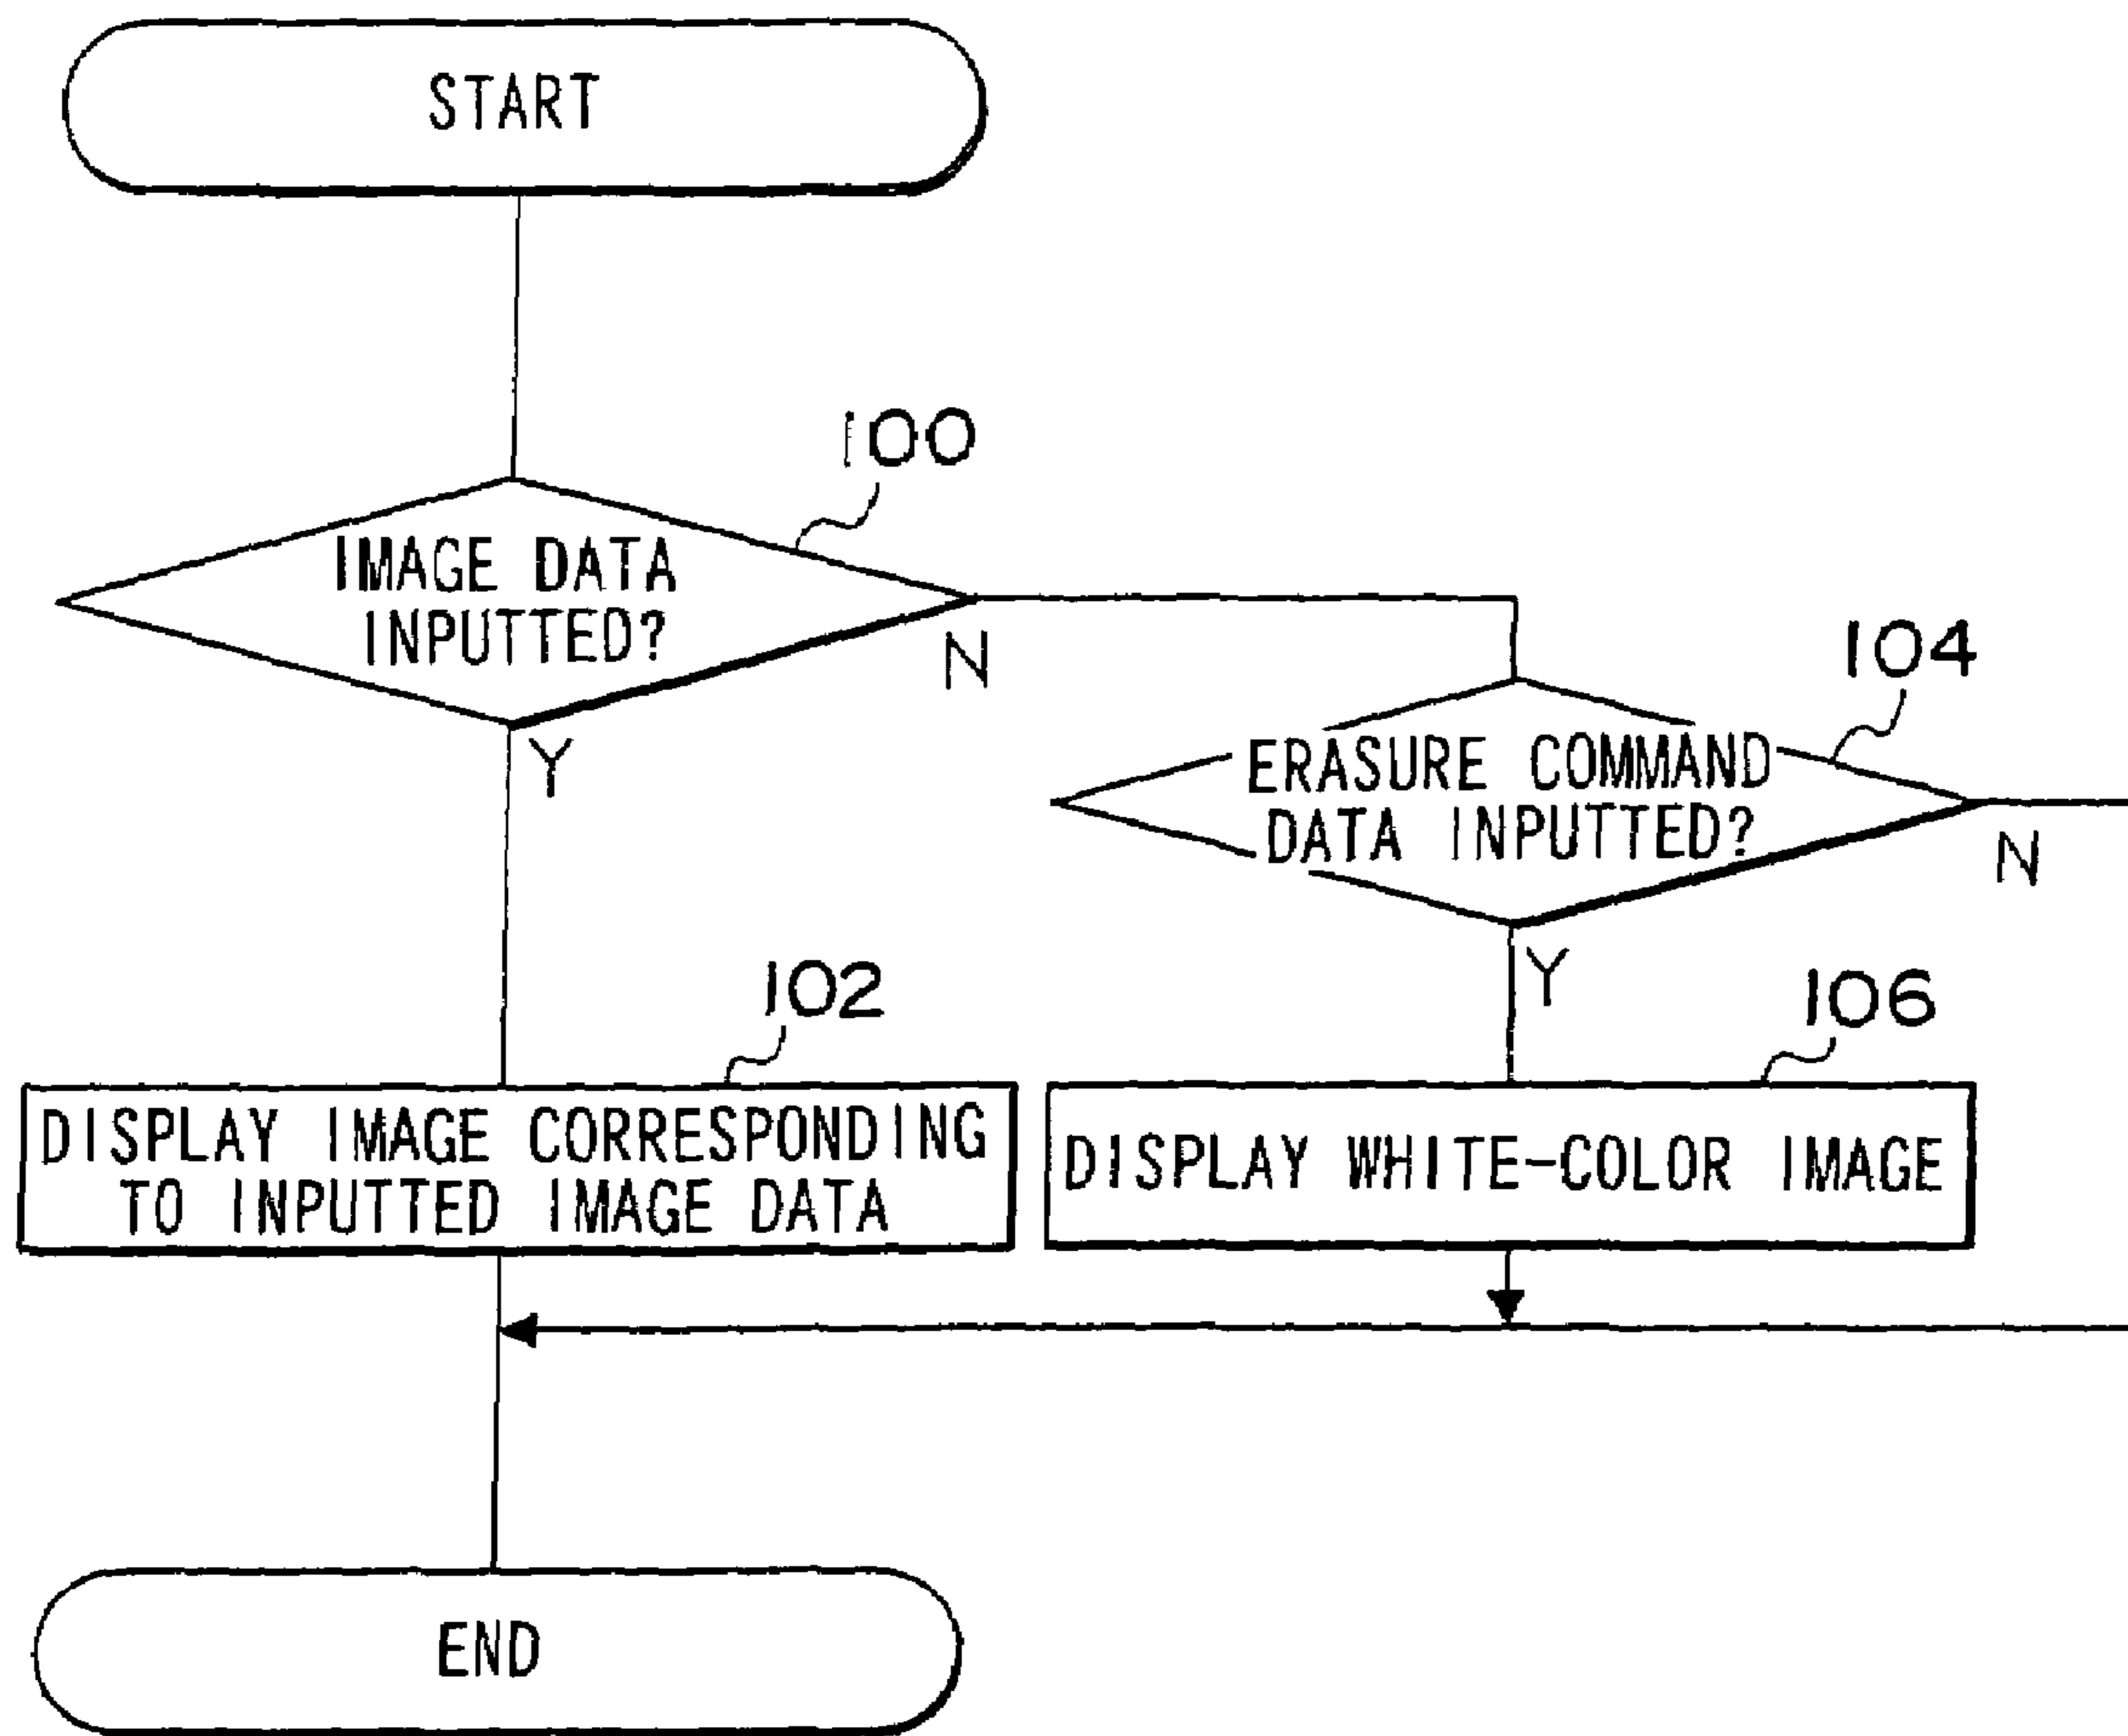 START
100
IMAGE DATA
INPUTTED?
N
Y
104
ERASURE COMMAND
DATA INPUTTED?
N
Y
102
DISPLAY IMAGE CORRESPONDING
TO INPUTTED IMAGE DATA
106
DISPLAY WHITE-COLOR IMAGE
END